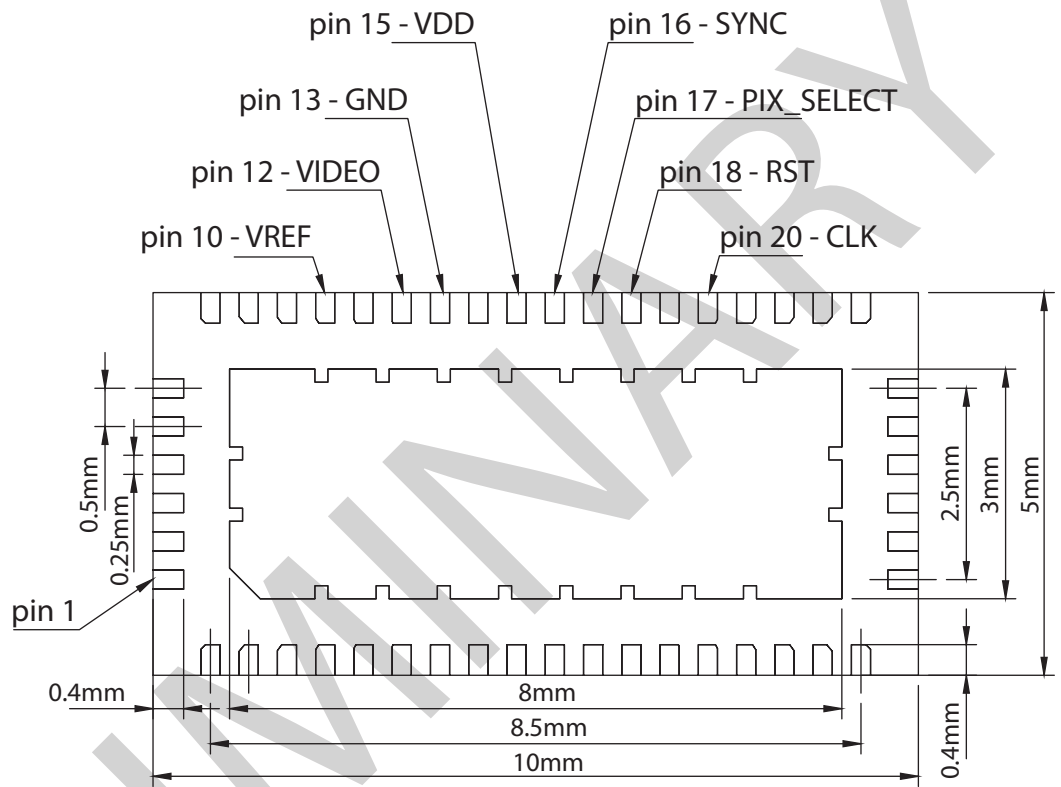 pin 15 - VDD
pin 16 - SYNC
pin 13 - GND
pin 17 - PIX_SELECT
pin 12 - VIDEO
pin 18 - RST
pin 10 - VREF
pin 20 - CLK
0.5mm
0.25mm
2.5mm
3mm
5mm
pin 1
0.4mm
8mm
8.5mm
10mm
0.4mm
IMINARY